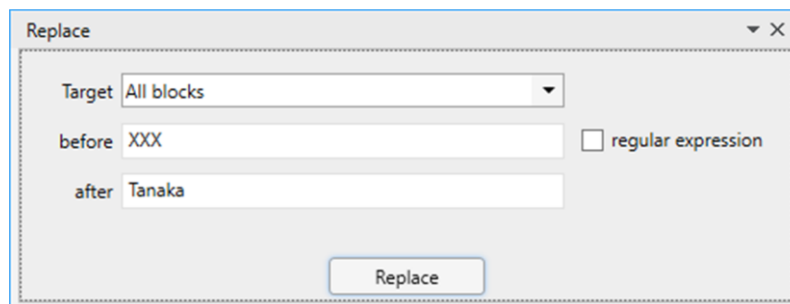 Replace
Target All blocks
before XXX regular expression
after Tanaka
Replace